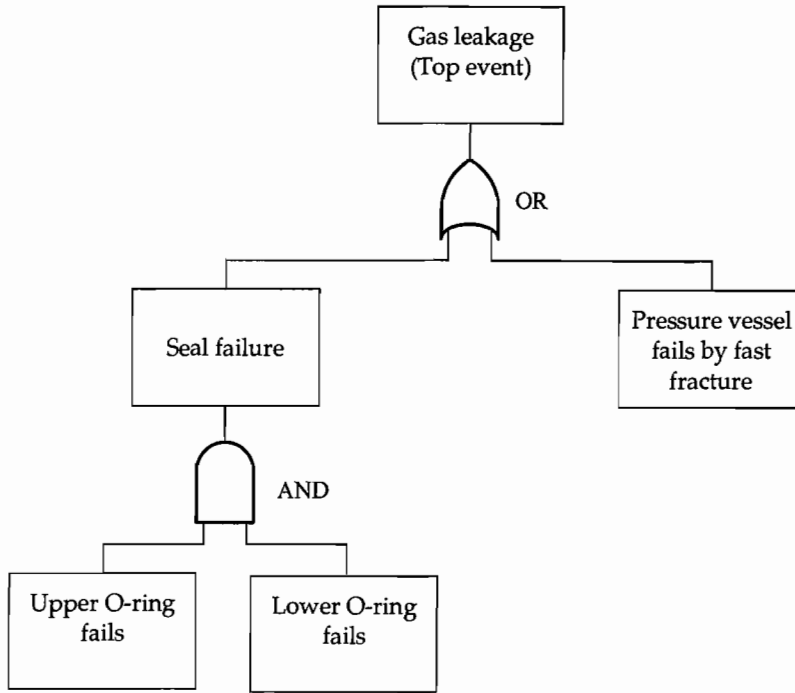 Gas leakage
(Top event)
OR
Seal failure
Pressure vessel
fails by fast
fracture
AND
Upper O-ring
fails
Lower O-ring
fails